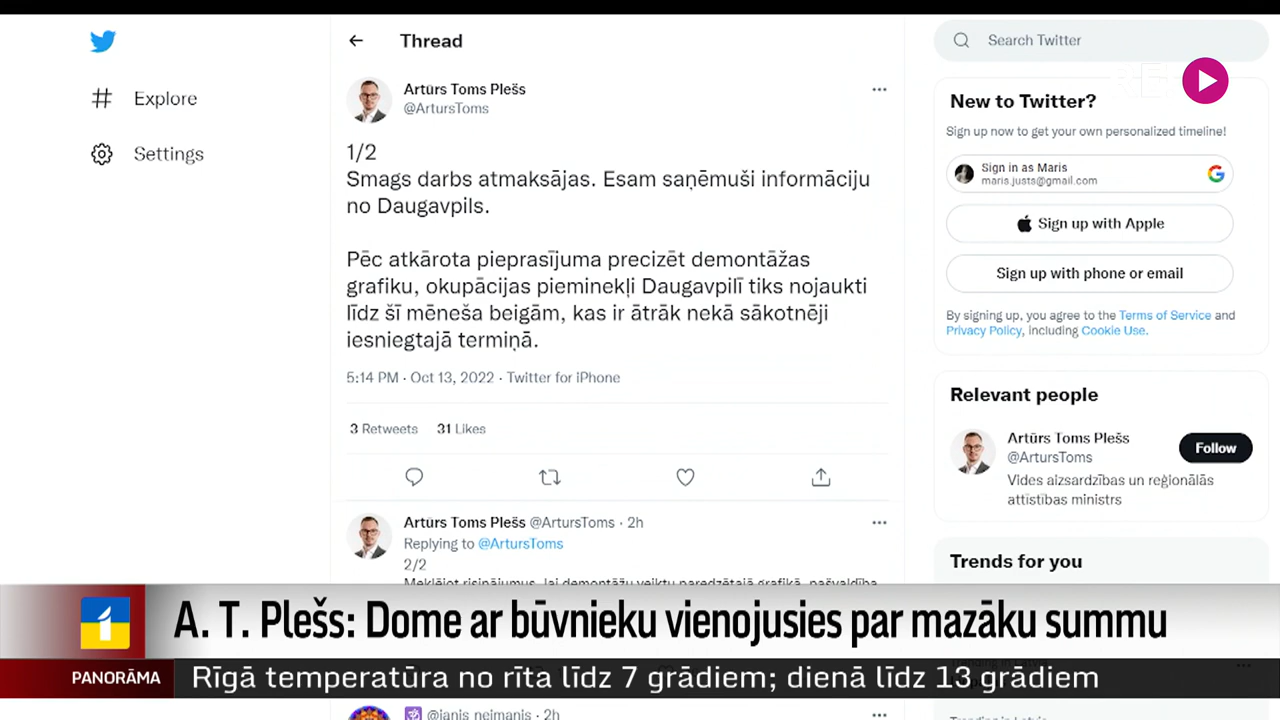 Thread
Search Twitter
Explore
Settings
Artūrs Toms Plešs
@ArtursToms
1/2
Smags darbs atmaksājas. Esam saņēmuši informāciju
no Daugavpils.
Pēc atkārota pieprasījuma precizēt demontāžas
grafiku, okupācijas pieminekļi Daugavpilī tiks nojaukti
līdz šī mēneša beigām, kas ir ātrāk nekā sākotnēji
iesniegtajā termiņā.
5:14 PM · Oct 13, 2022 · Twitter for iPhone
3 Retweets 31 Likes
Artūrs Toms Plešs @ArtursToms · 2h
Replying to @ArtursToms
2/2
Meklējot risinājumus, lai demontāžu veiktu paredzētajā grafikā, pašvaldība
New to Twitter?
Sign up now to get your own personalized timeline!
Sign in as Maris
maris.justs@gmail.com
Sign up with Apple
Sign up with phone or email
By signing up, you agree to the Terms of Service and
Privacy Policy, including Cookie Use.
Relevant people
Artūrs Toms Plešs
@ArtursToms
Follow
Vides aizsardzības un reģionālās
attīstības ministrs
Trends for you
1
A. T. Plešs: Dome ar būvnieku vienojusies par mazāku summu
PANORĀMA
Rīgā temperatūra no rīta līdz 7 grādiem; dienā līdz 13 grādiem
@janis_neimanis · 2h